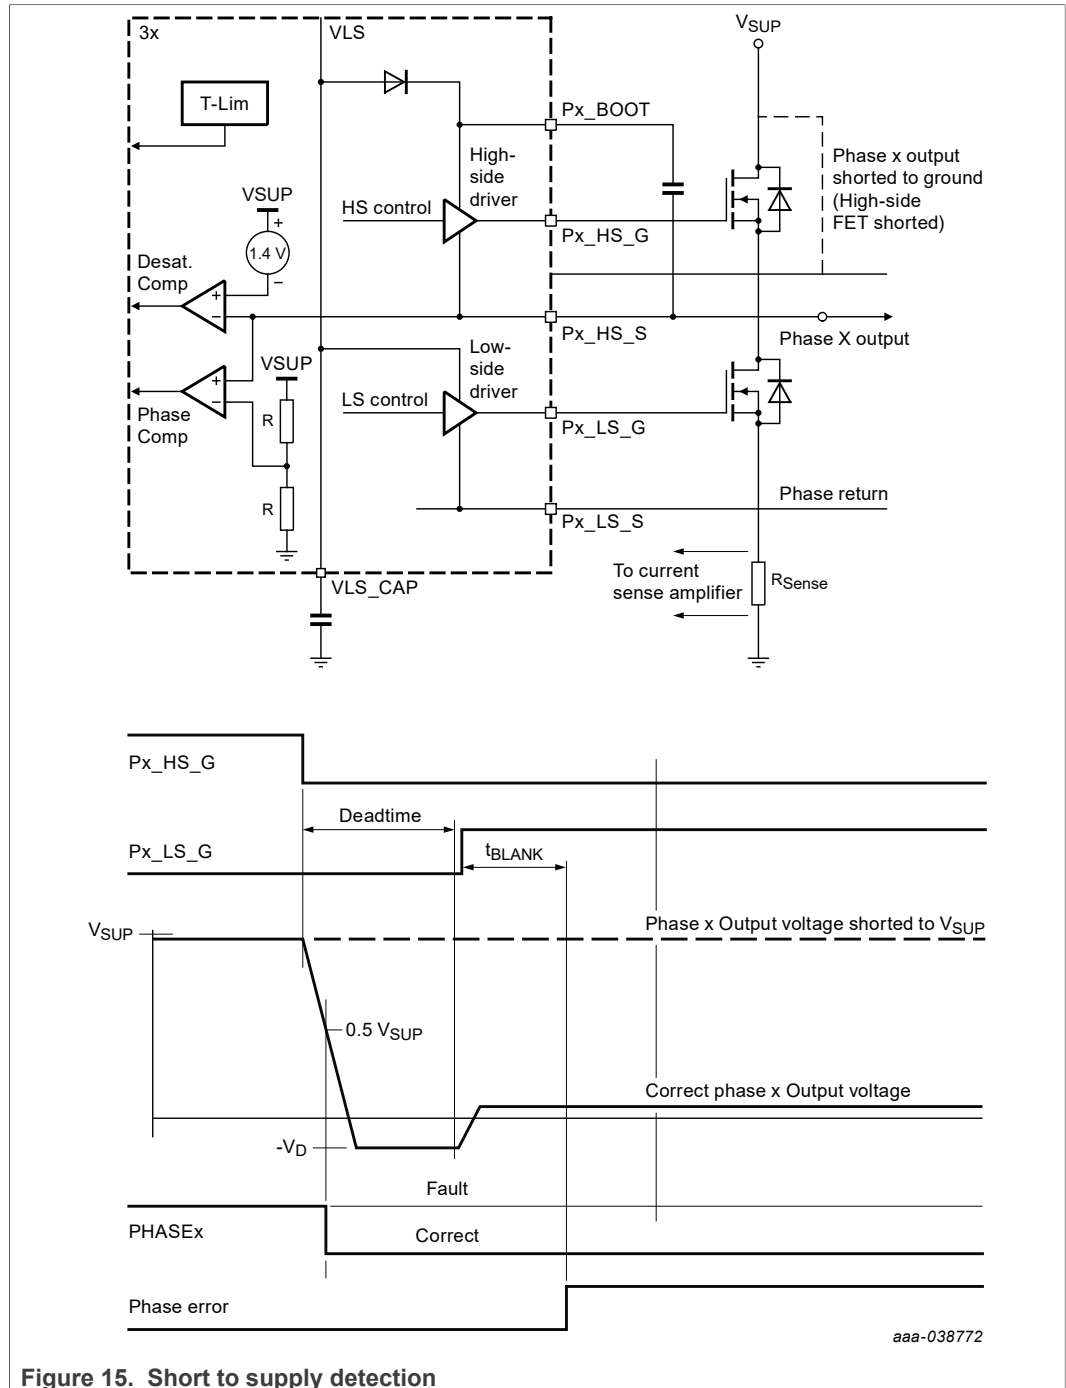 3x
VLS
VSUP
T-Lim
Px_BOOT
High-
side
driver
Phase x output
shorted to ground
(High-side
FET shorted)
VSUP
+
HS control
Px_HS_G
1.4 V
Desat.
Comp
−
+
−
Px_HS_S
Phase X output
Low-
side
driver
VSUP
+
−
LS control
Phase
Comp
R
Px_LS_G
R
Phase return
Px_LS_S
To current
sense amplifier
RSense
VLS_CAP
Px_HS_G
Deadtime
Px_LS_G
tBLANK
VSUP
Phase x Output voltage shorted to VSUP
0.5 VSUP
Correct phase x Output voltage
-VD
Fault
PHASEx
Correct
Phase error
aaa-038772
Figure 15. Short to supply detection